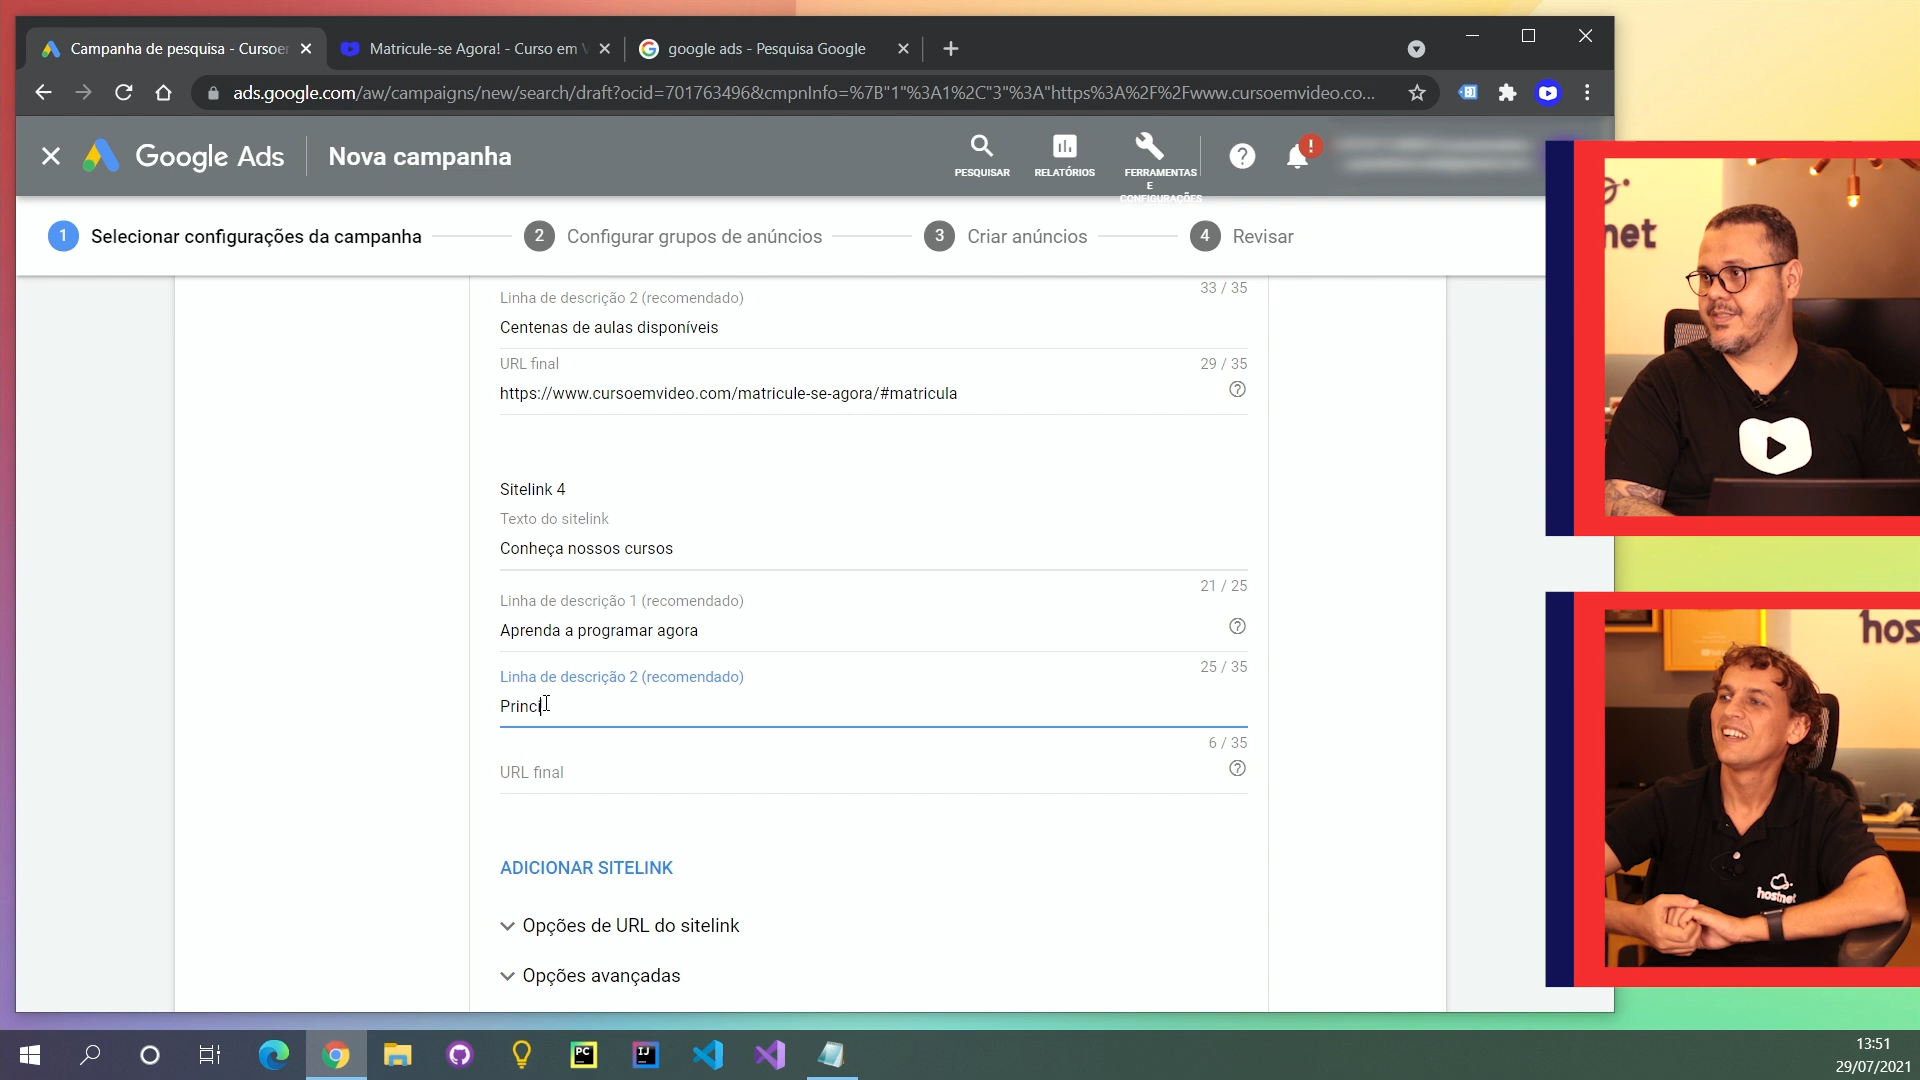 Campanha de pesquisa - Cursoer
Matricule-se Agora! - Curso em V
google ads - Pesquisa Google
ads.google.com/aw/campaigns/new/search/draft?ocid=701763496&cmpnInfo=%7B"1"%3A1%2C"3"%3A"https%3A%2F%2Fwww.cursoemvideo.co...
Google Ads
Nova campanha
PESQUISAR
RELATÓRIOS
FERRAMENTAS
E
CONFIGURAÇÕES
1 Selecionar configurações da campanha
2 Configurar grupos de anúncios
3 Criar anúncios
4 Revisar
33 / 35
Linha de descrição 2 (recomendado)
Centenas de aulas disponíveis
29 / 35
URL final
https://www.cursoemvideo.com/matricule-se-agora/#matricula
Sitelink 4
Texto do sitelink
Conheça nossos cursos
21 / 25
Linha de descrição 1 (recomendado)
Aprenda a programar agora
25 / 35
Linha de descrição 2 (recomendado)
Princi
6 / 35
URL final
ADICIONAR SITELINK
Opções de URL do sitelink
Opções avançadas
net
hos
hostnet
PC
IJ
13:51
29/07/2021